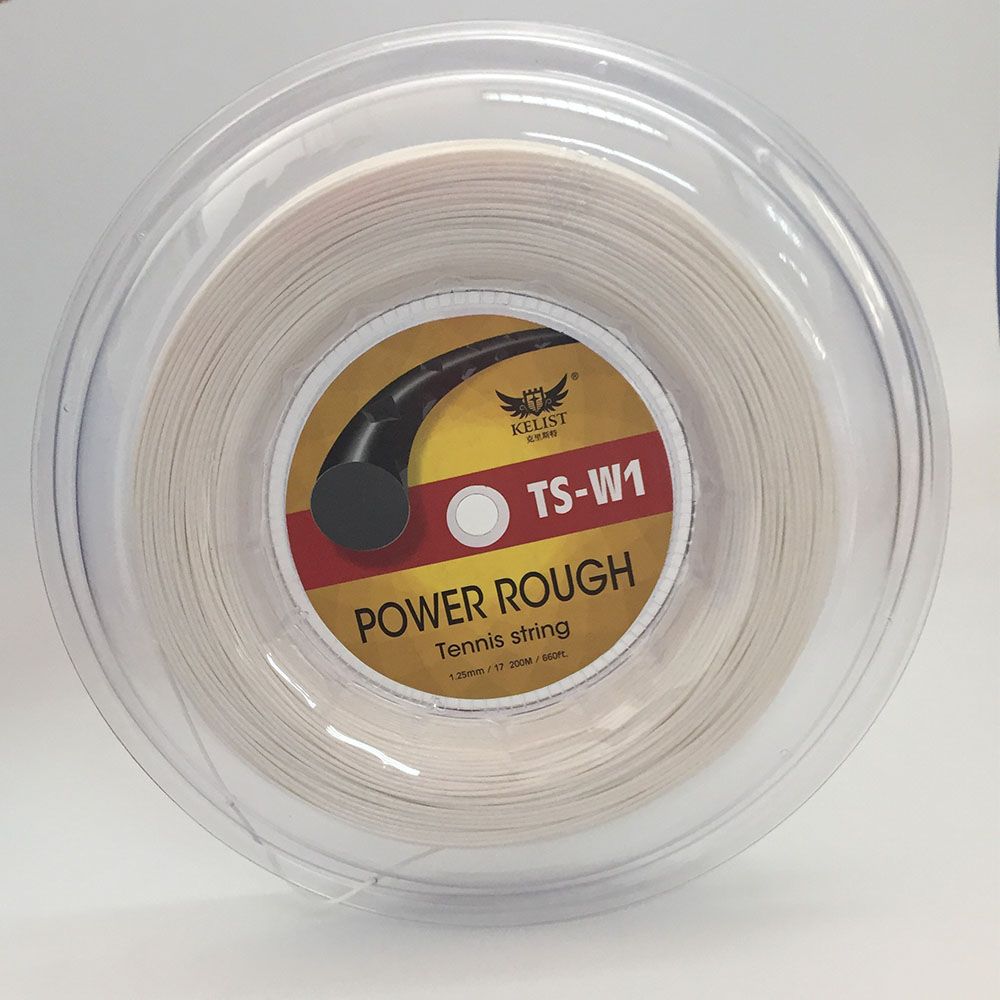 ®
KELIST
克里斯特
TS-W1
POWER ROUGH
Tennis string
1.25mm / 17 200M / 660ft.